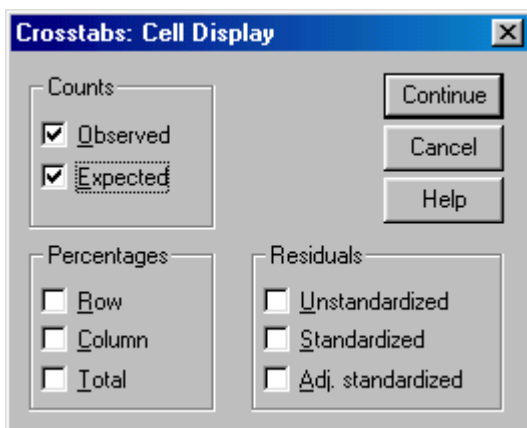 Crosstabs: Cell Display
Counts
Observed
Expected
Continue
Cancel
Help
Percentages
Row
Column
Total
Residuals
Unstandardized
Standardized
Adj. standardized